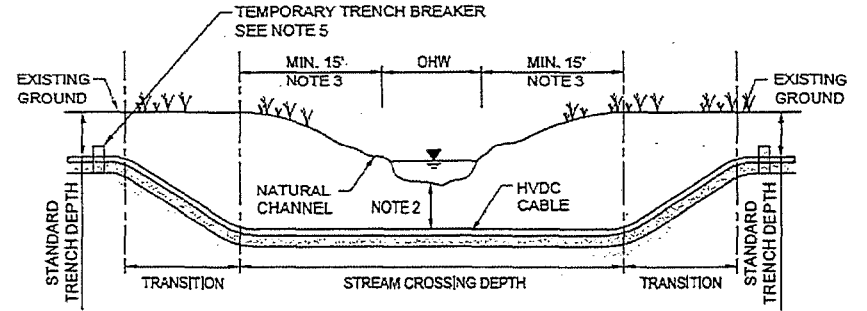 TEMPORARY TRENCH BREAKER
SEE NOTE 5
MIN. 15'
OHW
MIN. 15'
NOTE 3
NOTE 3
EXISTING
GROUND
EXISTING
GROUND
NATURAL
CHANNEL
NOTE 2
HVDC
CABLE
STANDARD
TRENCH DEPTH
STANDARD
TRENCH DEPTH
TRANSITION
STREAM CROSSING DEPTH
TRANSITION